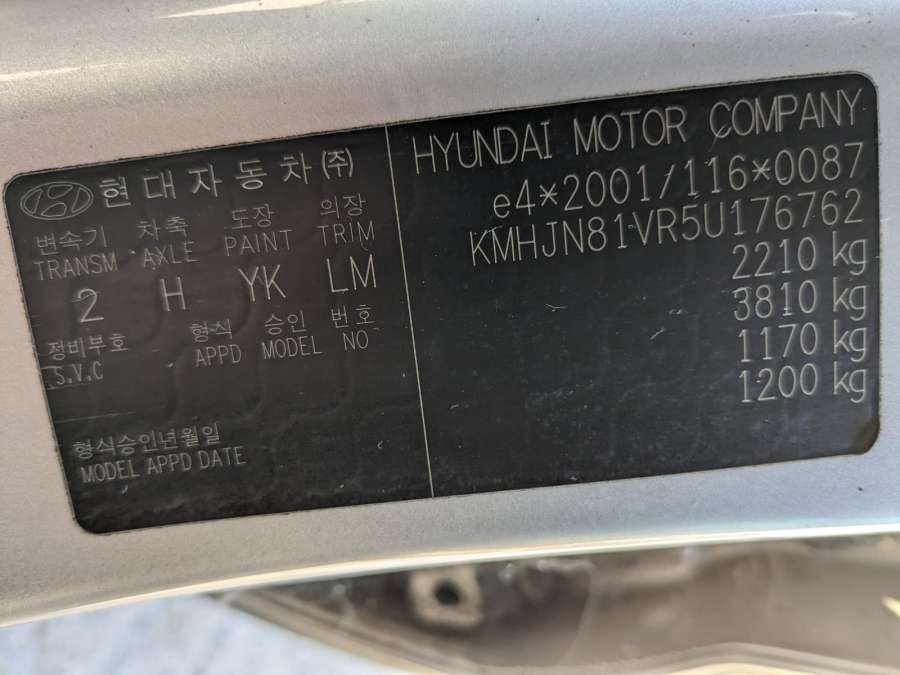 현대자동차㈜
변속기 차축 도장 의장
TRANSM AXLE PAINT TRIM
2 H YK LM
정비부호 형식 승인 번호
S.V.C APPD MODEL NO
형식승인년월일
MODEL APPD DATE
HYUNDAI MOTOR COMPANY
e4*2001/116*0087
KMHJN81VR5U176762
2210 kg
3810 kg
1170 kg
1200 kg